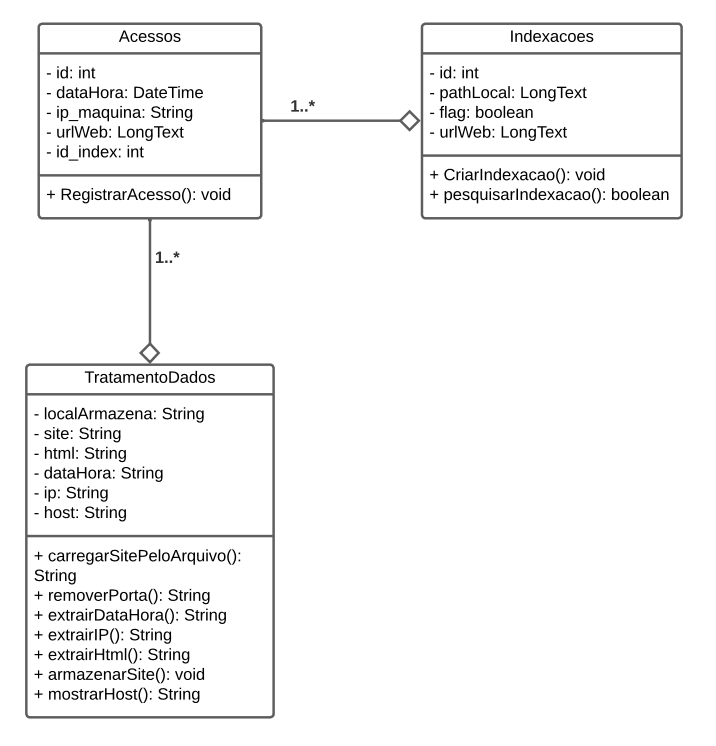 Acessos
- id: int
- dataHora: DateTime
- ip_maquina: String
- urlWeb: LongText
- id_index: int
+ RegistrarAcesso(): void
1..*
Indexacoes
- id: int
- pathLocal: LongText
- flag: boolean
- urlWeb: LongText
+ CriarIndexacao(): void
+ pesquisarIndexacao(): boolean
1..*
TratamentoDados
- localArmazena: String
- site: String
- html: String
- dataHora: String
- ip: String
- host: String
+ carregarSitePeloArquivo():
String
+ removerPorta(): String
+ extrairDataHora(): String
+ extrairIP(): String
+ extrairHtml(): String
+ armazenarSite(): void
+ mostrarHost(): String